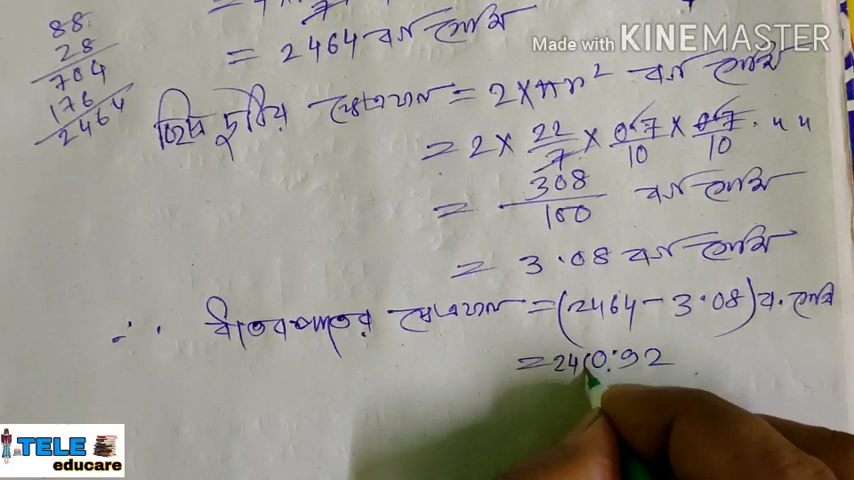 88
28
704
176
2464
= 2464 বর্গ সেমি
Made with KINEMASTER
ছিদ্র দুটির ক্ষেত্রফল = 2×πr² বর্গ সেমি
= 2 × 22/7 × 0.7/10 × 0.7/10 " "
= 308/100 বর্গ সেমি
= 3.08 বর্গ সেমি
∴ ক্ষেত্রফল = (2464 - 3.08) ব. সেমি
= 2460.92
TELE
educare